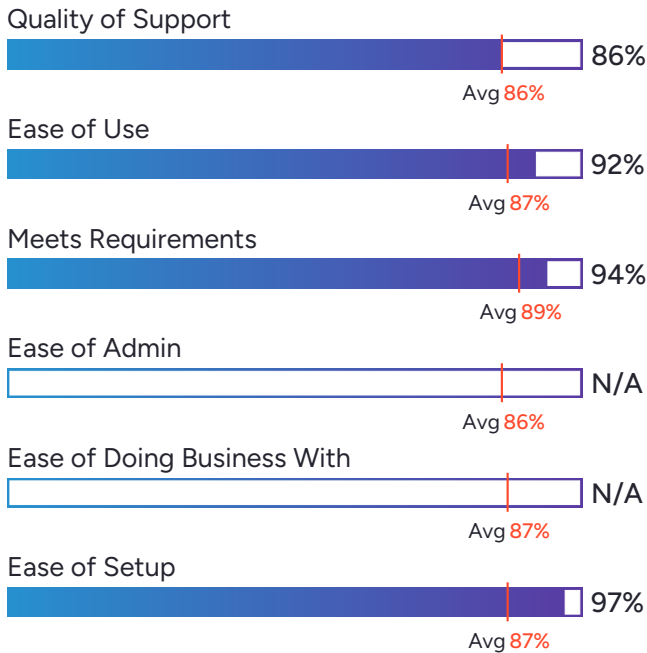 Quality of Support
86%
Avg 86%
Ease of Use
92%
Avg 87%
Meets Requirements
94%
Avg 89%
Ease of Admin
N/A
Avg 86%
Ease of Doing Business With
N/A
Avg 87%
Ease of Setup
97%
Avg 87%